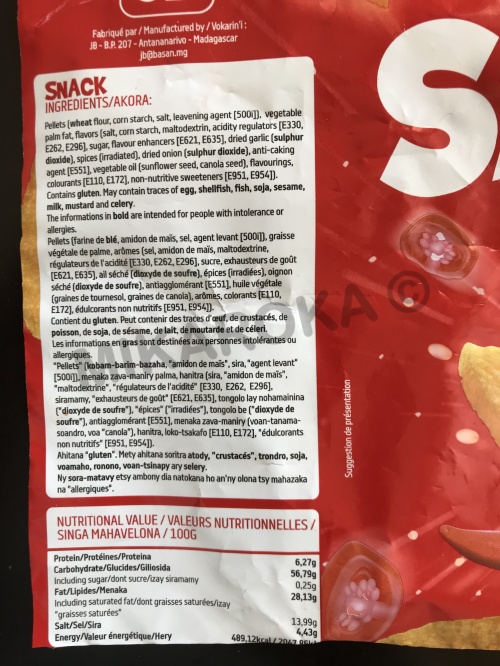 Fabriqué par / Manufactured by / Vokarin'i :
JB - B.P. 207 - Antananarivo - Madagascar
jb@basan.mg
SNACK
INGREDIENTS/AKORA:
Pellets (wheat flour, corn starch, salt, leavening agent [500i]), vegetable
palm fat, flavors (salt, corn starch, maltodextrin, acidity regulators [E330,
E262, E296], sugar, flavour enhancers [E621, E635], dried garlic (sulphur
dioxide), spices (irradiated), dried onion (sulphur dioxide), anti-caking
agent [E551], vegetable oil (sunflower seed, canola seed), flavourings,
colourants [E110, E172], non-nutritive sweeteners [E951, E954]).
Contains gluten. May contain traces of egg, shellfish, fish, soja, sesame,
milk, mustard and celery.
The informations in bold are intended for people with intolerance or
allergies.
Pellets (farine de blé, amidon de maïs, sel, agent levant [500i]), graisse
végétale de palme, arômes (sel, amidon de maïs, maltodextrine,
régulateurs de l'acidité [E330, E262, E296], sucre, exhausteurs de goût
[E621, E635], ail séché (dioxyde de soufre), épices (irradiées), oignon
séché (dioxyde de soufre), antiagglomérant [E551], huile végétale
(graines de tournesol, graines de canola), arômes, colorants [E110,
E172], édulcorants non nutritifs [E951, E954]).
Contient du gluten. Peut contenir des traces d'œuf, de crustacés, de
poisson, de soja, de sésame, de lait, de moutarde et de céleri.
Les informations en gras sont destinées aux personnes intolérantes ou
allergiques.
"Pellets" (kobam-barim-bazaha, "amidon de maïs", sira, "agent levant"
[500i]), menaka zava-maniry palma, hanitra (sira, "amidon de maïs",
"maltodextrine", "régulateurs de l'acidité" [E330, E262, E296],
siramamy, "exhausteurs de goût" [E621, E635], tongolo lay nohamainina
("dioxyde de soufre"), "épices" ("irradiées"), tongolo be ("dioxyde de
soufre"), antiagglomérant [E551], menaka zava-maniry (voan-tanama-
soandro, voa "canola"), hanitra, loko-tsakafo [E110, E172], "édulcorants
non nutritifs" [E951, E954]).
Ahitana "gluten". Mety ahitana soritra atody, "crustacés", trondro, soja,
voamaho, ronono, voan-tsinapy ary selery.
Ny sora-matavy etsy ambony dia natokana ho an'ny olona tsy mahazaka
na "allergiques".
Suggestion de présentation
NUTRITIONAL VALUE / VALEURS NUTRITIONNELLES /
SINGA MAHAVELONA / 100G
Protein/Protéines/Proteina 6,27g
Carbohydrate/Glucides/Gliiosida 56,79g
Including sugar/dont sucre/izay siramamy 0,25g
Fat/Lipides/Menaka 28,13g
Including saturated fat/dont graisses saturées/izay
"graisses saturées" 13,99g
Salt/Sel/Sira 4,43g
Energy/Valeur énergétique/Hery 489,12kcal / 2047,86kJ